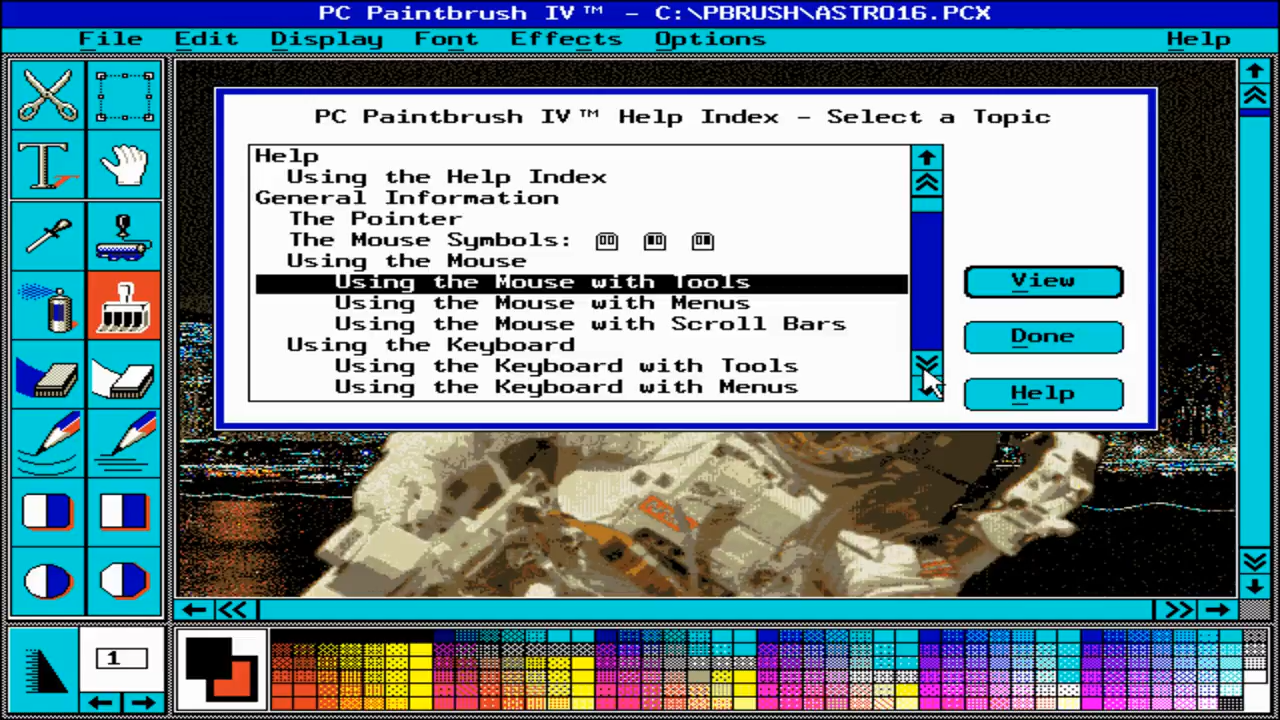 PC Paintbrush IV™ - C:\PBRUSH\ASTRO16.PCX
File Edit Display Font Effects Options Help
PC Paintbrush IV™ Help Index - Select a Topic
Help
Using the Help Index
General Information
The Pointer
The Mouse Symbols:
Using the Mouse
Using the Mouse with Tools
Using the Mouse with Menus
Using the Mouse with Scroll Bars
Using the Keyboard
Using the Keyboard with Tools
Using the Keyboard with Menus
View
Done
Help
T
1